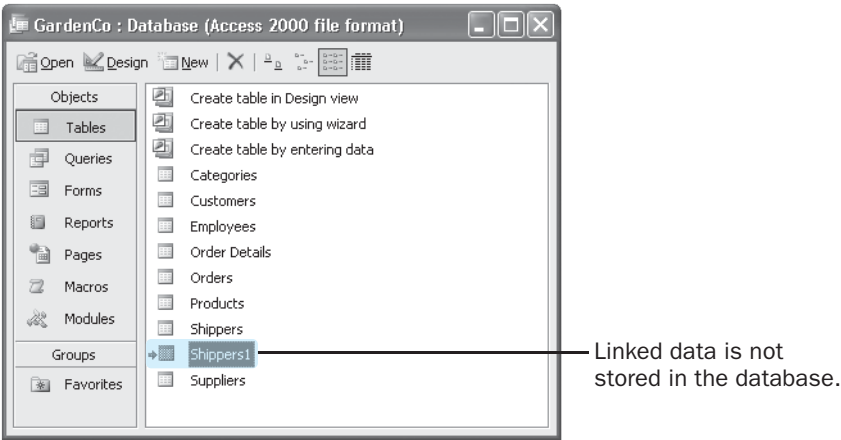 GardenCo : Database (Access 2000 file format)
Open Design New
Objects
Tables
Queries
Forms
Reports
Pages
Macros
Modules
Groups
Favorites
Create table in Design view
Create table by using wizard
Create table by entering data
Categories
Customers
Employees
Order Details
Orders
Products
Shippers
Shippers1
Suppliers
Linked data is not
stored in the database.